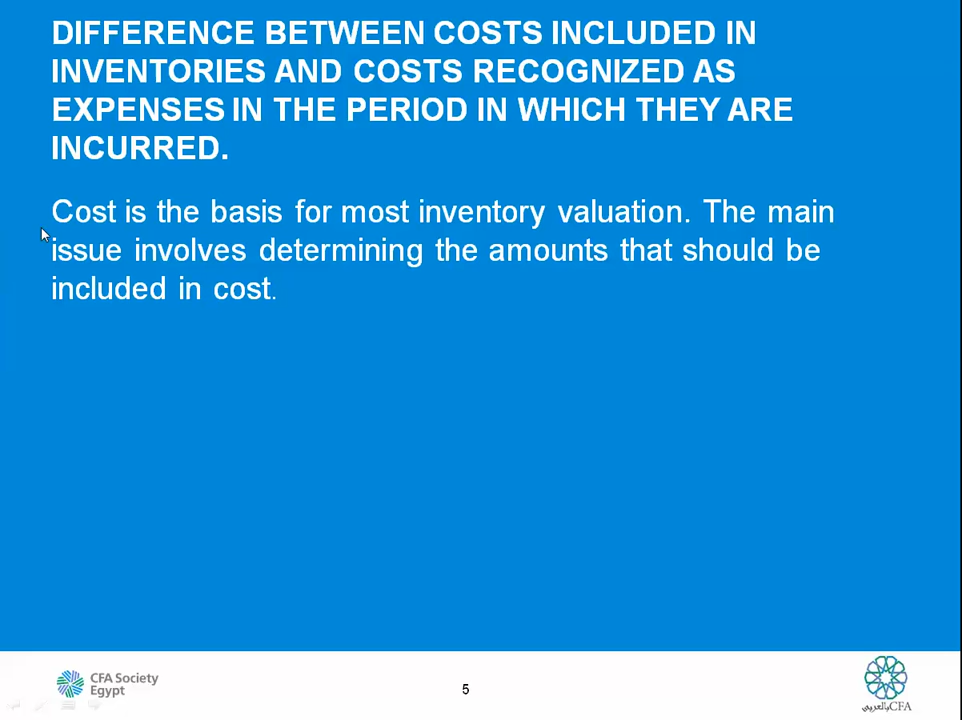 DIFFERENCE BETWEEN COSTS INCLUDED IN
INVENTORIES AND COSTS RECOGNIZED AS
EXPENSES IN THE PERIOD IN WHICH THEY ARE
INCURRED.
Cost is the basis for most inventory valuation. The main
issue involves determining the amounts that should be
included in cost.
CFA Society
Egypt
5
CFA بالعربي